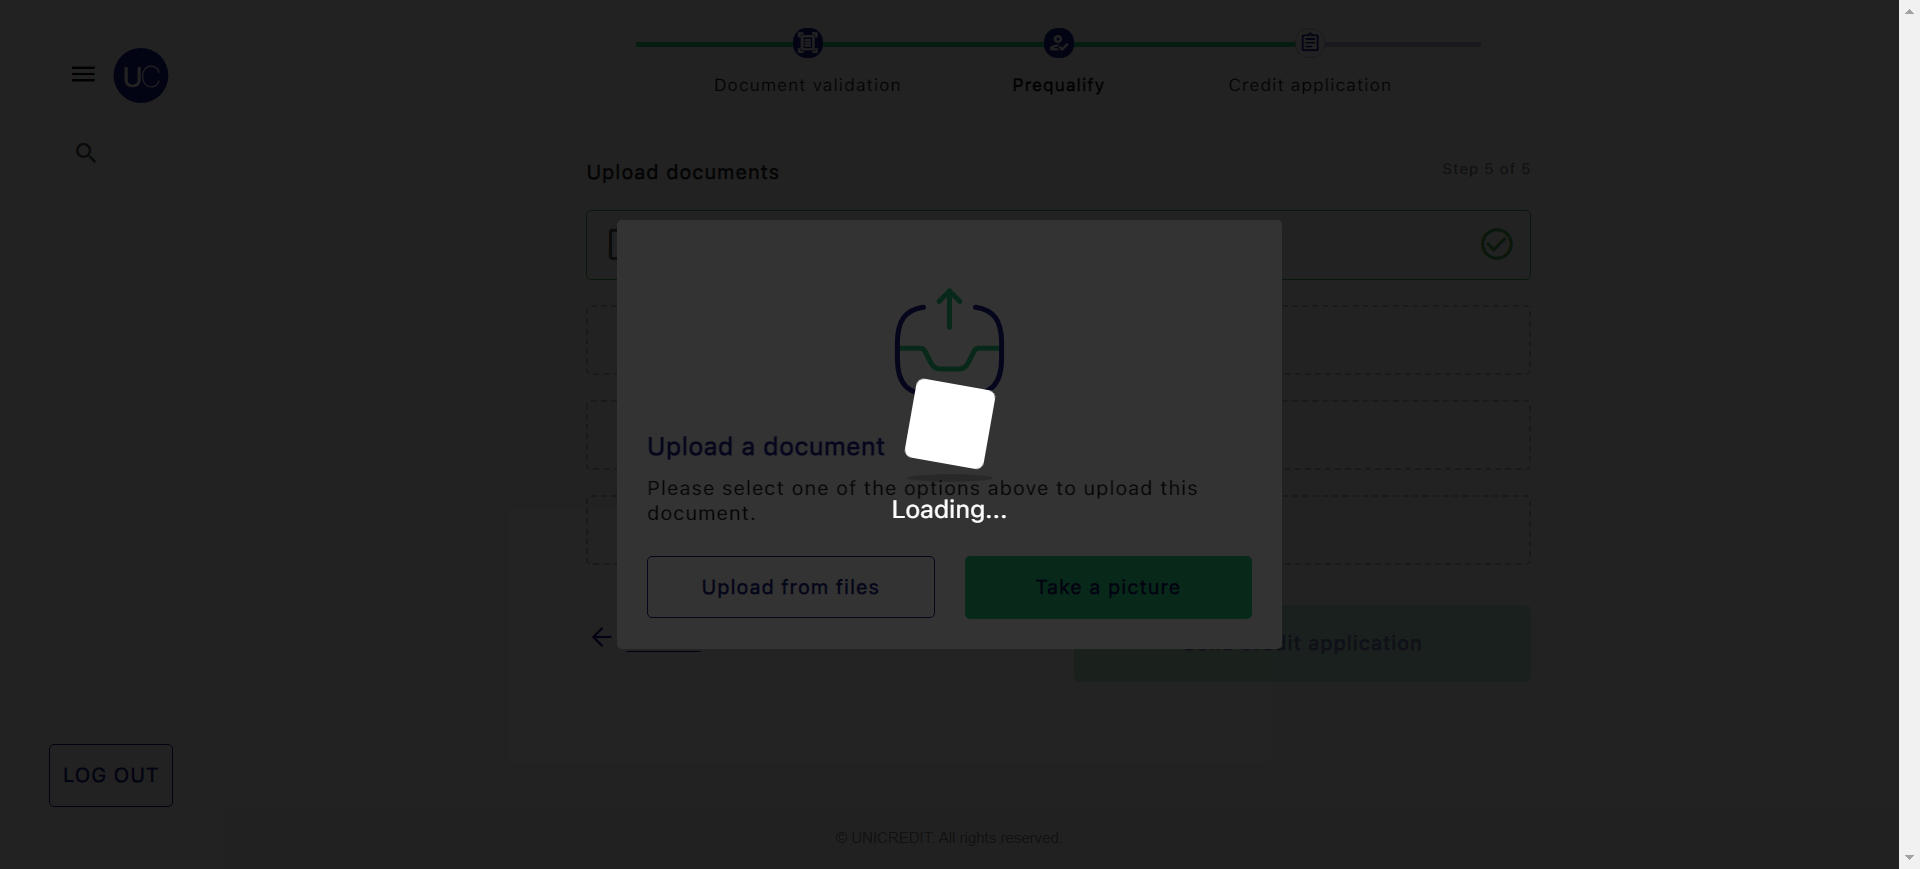 UC
Document validation
Prequalify
Credit application
Upload documents
Step 5 of 5
Upload a document
Please select one of the options above to upload this
document.
Loading...
Upload from files
Take a picture
credit application
LOG OUT
© UNICREDIT. All rights reserved.